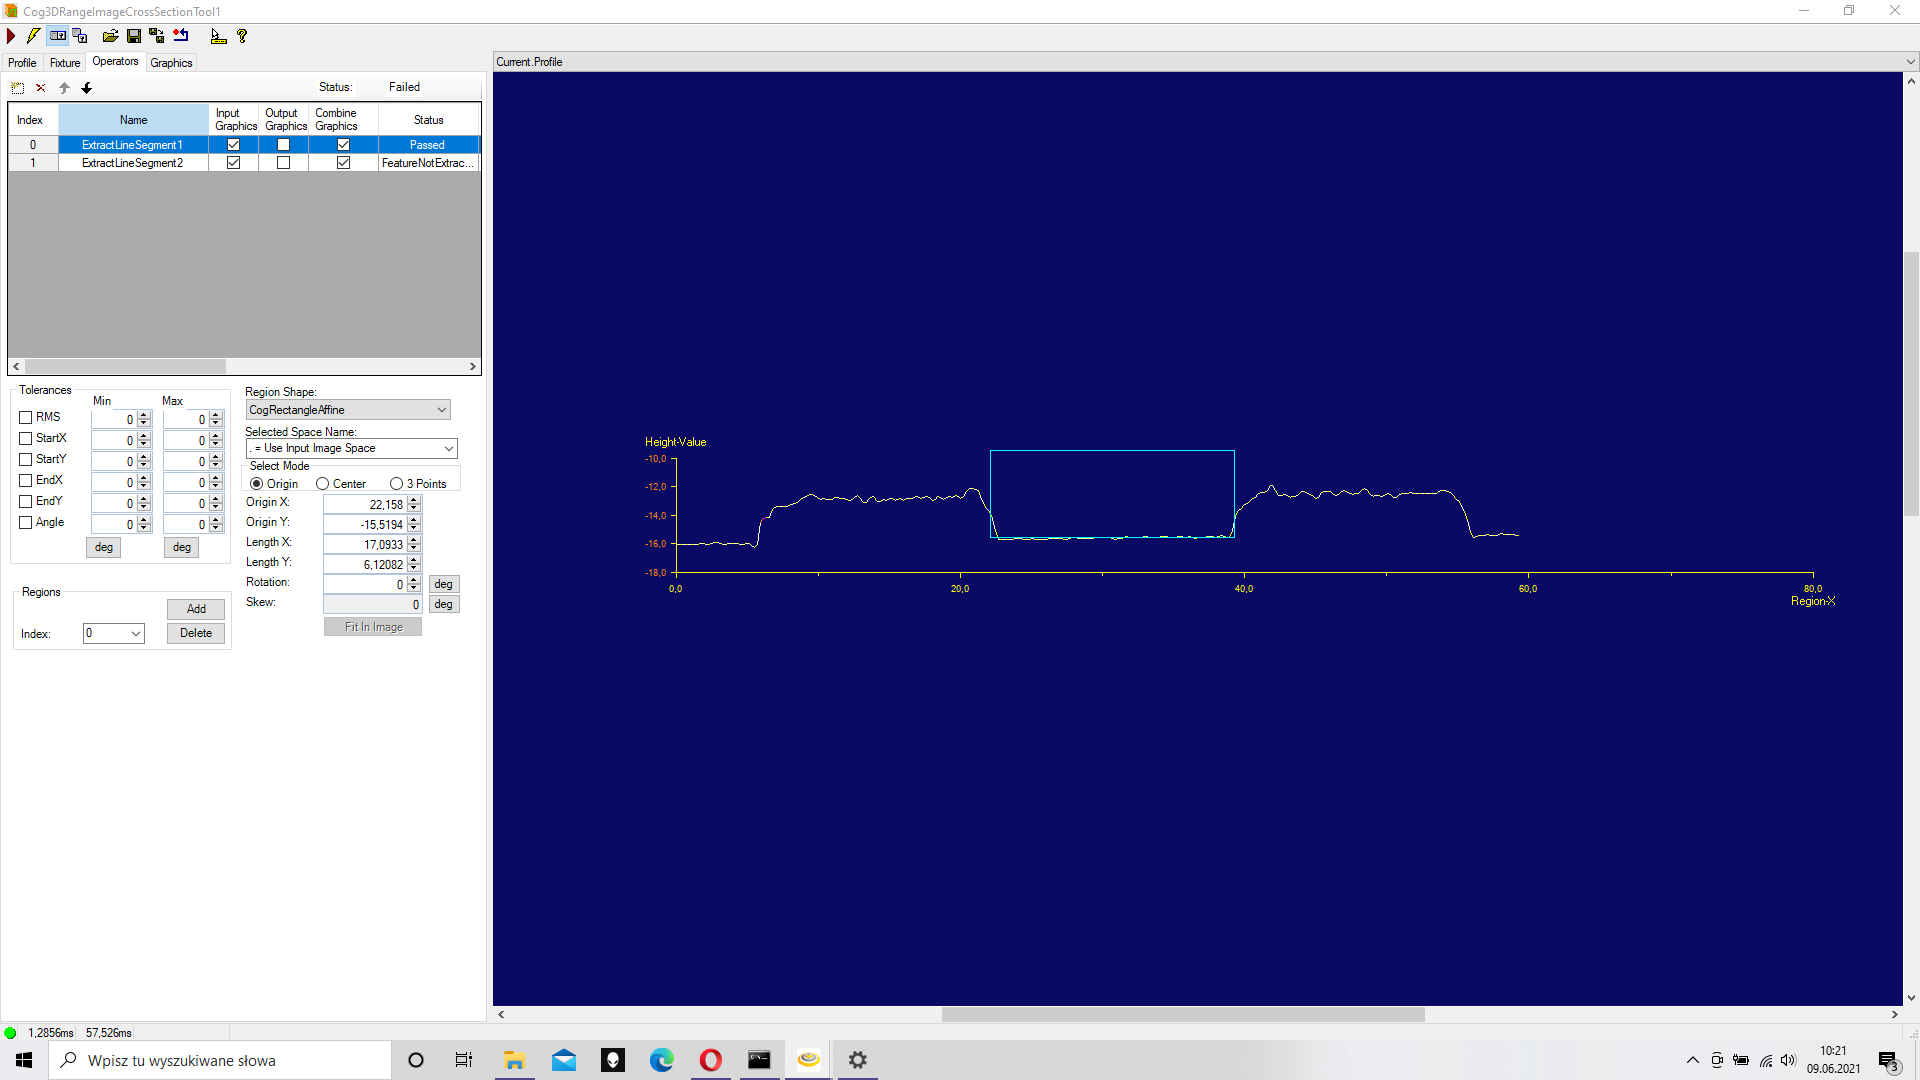 Cog3DRangeImageCrossSectionTool1
Profile Fixture Operators Graphics
Status: Failed
Index Name Input Graphics Output Graphics Combine Graphics Status
0 ExtractLineSegment1 Passed
1 ExtractLineSegment2 FeatureNotExtrac...
Tolerances
Min Max
RMS 0 0
StartX 0 0
StartY 0 0
EndX 0 0
EndY 0 0
Angle 0 0
deg deg
Regions
Add
Index: 0 Delete
Region Shape:
CogRectangleAffine
Selected Space Name:
. = Use Input Image Space
Select Mode
Origin Center 3 Points
Origin X: 22,158
Origin Y: -15,5194
Length X: 17,0933
Length Y: 6,12082
Rotation: 0 deg
Skew: 0 deg
Fit In Image
Current.Profile
Height-Value
-10,0
-12,0
-14,0
-16,0
-18,0
0,0 20,0 40,0 60,0 80,0
Region-X
1,2856ms 57,526ms
Wpisz tu wyszukiwane słowa
10:21
09.06.2021
3